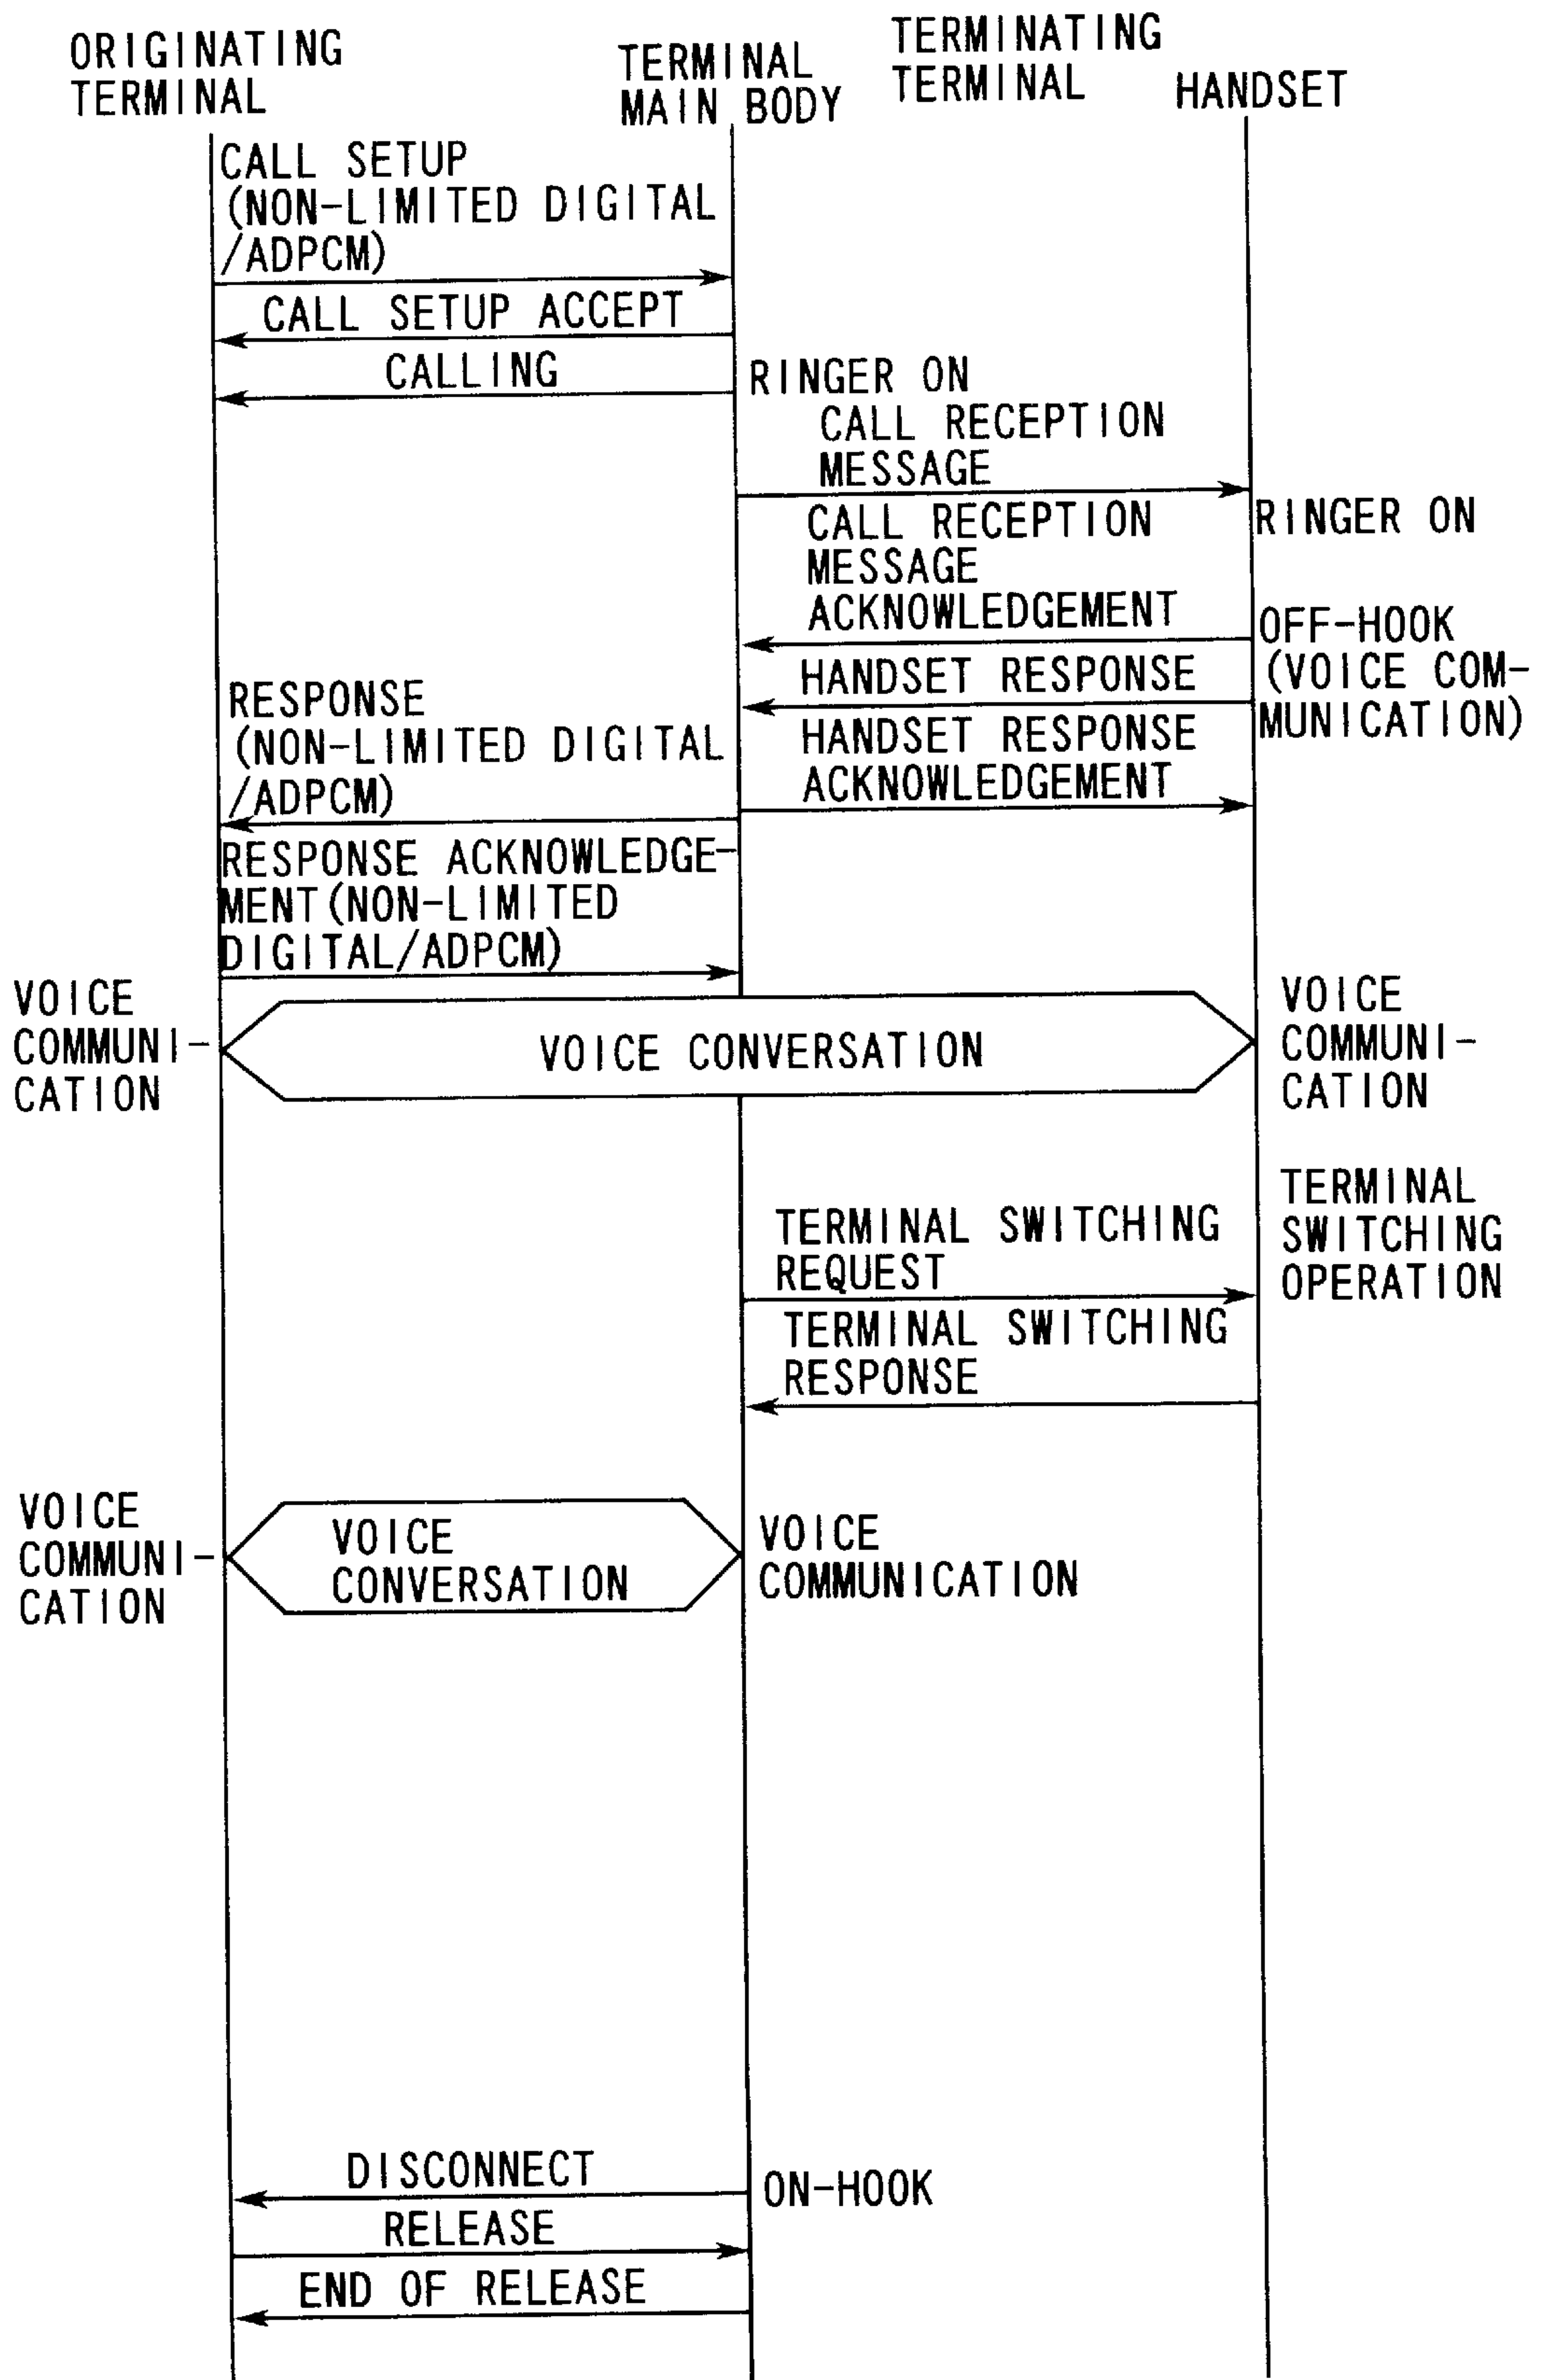 ORIGINATING
TERMINAL
TERMINAL
MAIN BODY
TERMINATING
TERMINAL
HANDSET
CALL SETUP
(NON-LIMITED DIGITAL
/ADPCM)
CALL SETUP ACCEPT
CALLING
RINGER ON
CALL RECEPTION
MESSAGE
RINGER ON
CALL RECEPTION
MESSAGE
ACKNOWLEDGEMENT
OFF-HOOK
(VOICE COM-
MUNICATION)
HANDSET RESPONSE
HANDSET RESPONSE
ACKNOWLEDGEMENT
RESPONSE
(NON-LIMITED DIGITAL
/ADPCM)
RESPONSE ACKNOWLEDGE-
MENT(NON-LIMITED
DIGITAL/ADPCM)
VOICE
COMMUNI-
CATION
VOICE CONVERSATION
VOICE
COMMUNI-
CATION
TERMINAL SWITCHING
REQUEST
TERMINAL
SWITCHING
OPERATION
TERMINAL SWITCHING
RESPONSE
VOICE
COMMUNI-
CATION
VOICE
CONVERSATION
VOICE
COMMUNICATION
DISCONNECT
ON-HOOK
RELEASE
END OF RELEASE